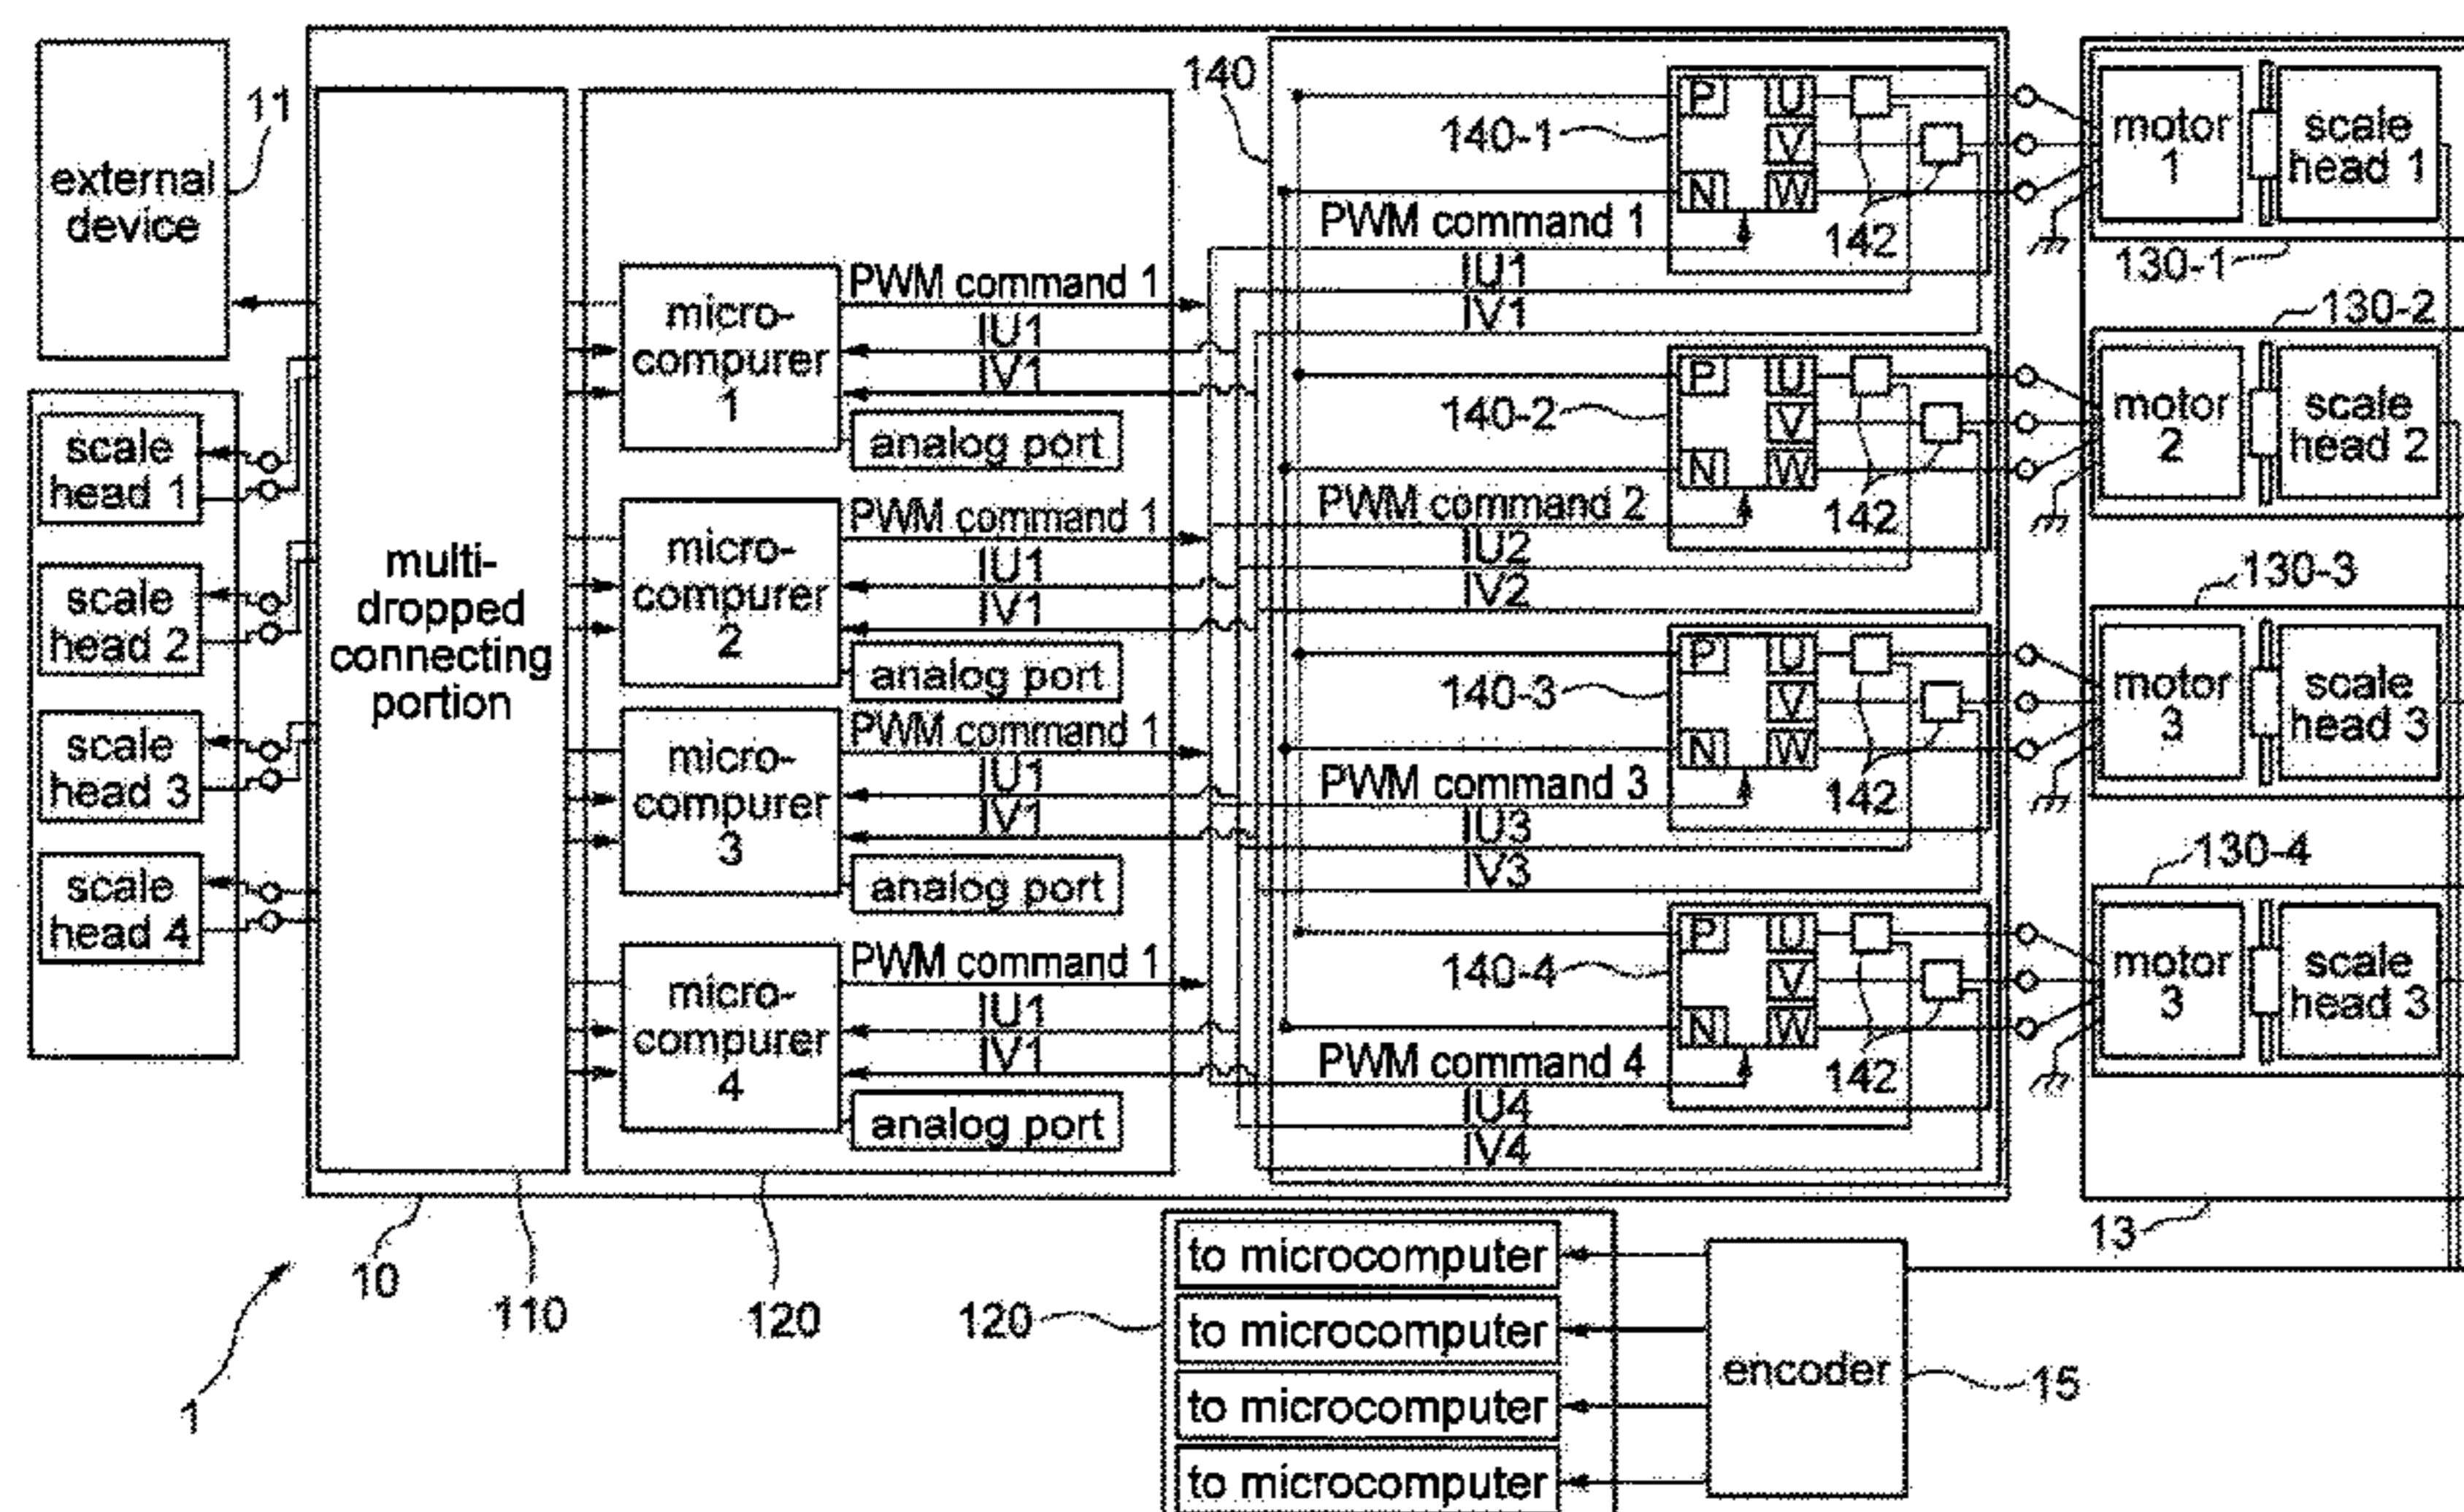 external
device
11
scale
head 1
scale
head 2
scale
head 3
scale
head 4
multi-
dropped
connecting
portion
micro-
compurer
1
PWM command 1
IU1
IV1
analog port
micro-
compurer
2
PWM command 1
IU1
IV1
analog port
micro-
compurer
3
PWM command 1
IU1
IV1
analog port
micro-
compurer
4
PWM command 1
IU1
IV1
analog port
140
140-1
P
U
V
N
W
142
PWM command 1
IU1
IV1
140-2
P
U
V
N
W
142
PWM command 2
IU2
IV2
140-3
P
U
V
N
W
142
PWM command 3
IU3
IV3
140-4
P
U
V
N
W
142
PWM command 4
IU4
IV4
motor
1
scale
head 1
130-1
130-2
motor
2
scale
head 2
130-3
motor
3
scale
head 3
130-4
motor
3
scale
head 3
13
1
10
110
120
120
to microcomputer
to microcomputer
to microcomputer
to microcomputer
encoder
15